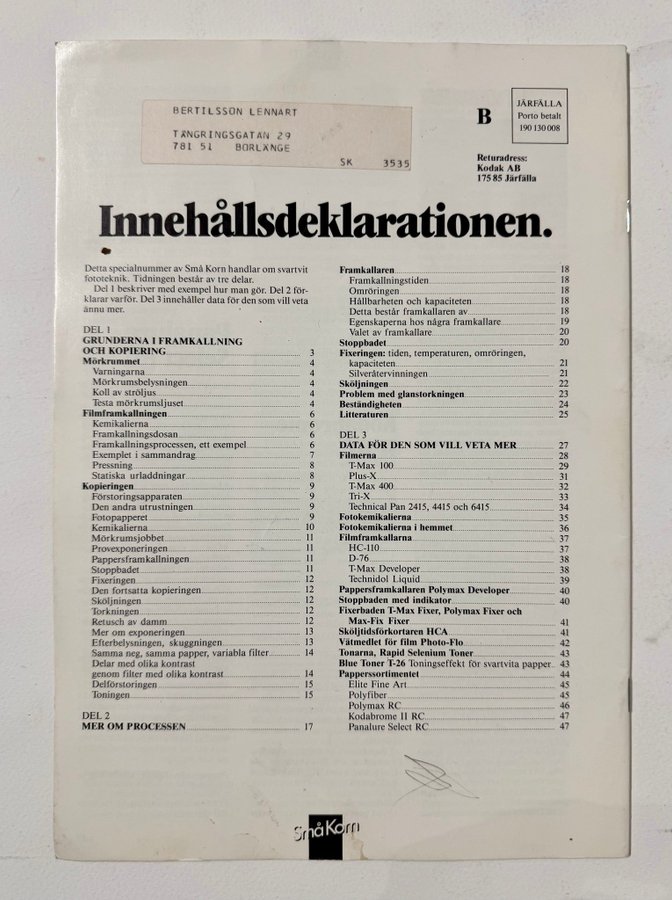 BERTILSSON LENNART
TÄNGRINGSGATAN 29
781 51 BORLÄNGE
SK 3535
B
JÄRFÄLLA
Porto betalt
190 130 008
Returadress:
Kodak AB
175 85 Järfälla
Innehållsdeklarationen.
Detta specialnummer av Små Korn handlar om svartvit
fototeknik. Tidningen består av tre delar.
Del 1 beskriver med exempel hur man gör. Del 2 för-
klarar varför. Del 3 innehåller data för den som vill veta
ännu mer.
DEL 1
GRUNDERNA I FRAMKALLNING
OCH KOPIERING 3
Mörkrummet 4
Varningarna 4
Mörkrumsbelysningen 4
Koll av ströljus 4
Testa mörkrumsljuset 4
Filmframkallningen 6
Kemikalierna 6
Framkallningsdosan 6
Framkallningsprocessen, ett exempel 6
Exemplet i sammandrag 7
Pressning 8
Statiska urladdningar 8
Kopieringen 9
Förstoringsapparaten 9
Den andra utrustningen 9
Fotopapperet 9
Kemikalierna 10
Mörkrumsjobbet 11
Provexponeringen 11
Pappersframkallningen 11
Stoppbadet 11
Fixeringen 12
Den fortsatta kopieringen 12
Sköljningen 12
Torkningen 12
Retusch av damm 12
Mer om exponeringen 13
Efterbelysningen, skuggningen 13
Samma neg, samma papper, variabla filter 14
Delar med olika kontrast
genom filter med olika kontrast 14
Delförstoringen 15
Toningen 15
DEL 2
MER OM PROCESSEN 17
Framkallaren 18
Framkallningstiden 18
Omröringen 18
Hållbarheten och kapaciteten 18
Detta består framkallaren av 18
Egenskaperna hos några framkallare 19
Valet av framkallare 20
Stoppbadet 20
Fixeringen: tiden, temperaturen, omröringen,
kapaciteten 21
Silveråtervinningen 21
Sköljningen 22
Problem med glanstorkningen 23
Beständigheten 24
Litteraturen 25
DEL 3
DATA FÖR DEN SOM VILL VETA MER 27
Filmerna 28
T-Max 100 29
Plus-X 31
T-Max 400 32
Tri-X 33
Technical Pan 2415, 4415 och 6415 34
Fotokemikalierna 35
Fotokemikalierna i hemmet 36
Filmframkallarna 37
HC-110 37
D-76 38
T-Max Developer 38
Technidol Liquid 39
Pappersframkallaren Polymax Developer 40
Stoppbaden med indikator 40
Fixerbaden T-Max Fixer, Polymax Fixer och
Max-Fix Fixer 41
Sköljtidsförkortaren HCA 41
Vätmedlet för film Photo-Flo 42
Tonarna, Rapid Selenium Toner 43
Blue Toner T-26 Toningseffekt för svartvita papper 43
Papperssortimentet 44
Elite Fine Art 45
Polyfiber 45
Polymax RC 46
Kodabrome II RC 47
Panalure Select RC 47
Små Korn